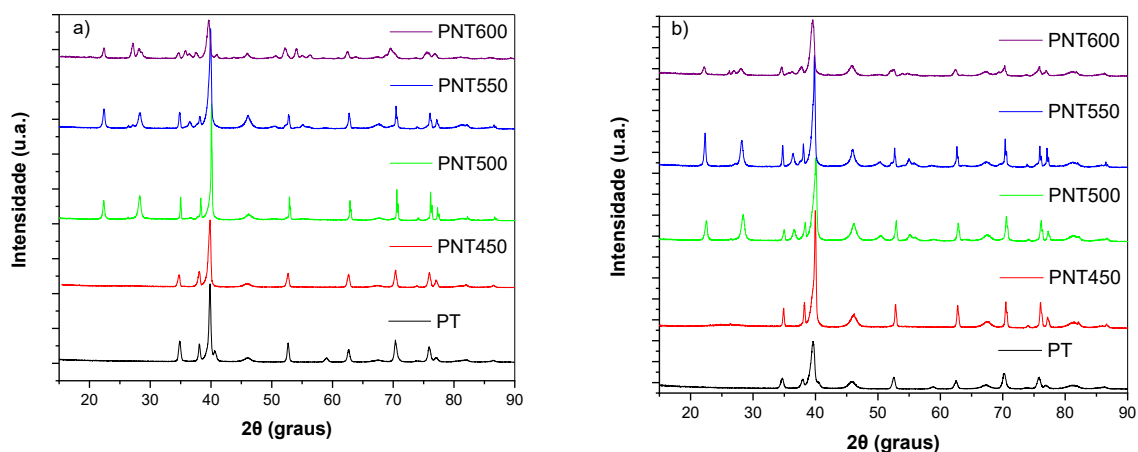 a)
PNT600
PNT550
PNT500
PNT450
PT
Intensidade (u.a.)
20 30 40 50 60 70 80 90
2θ (graus)
b)
PNT600
PNT550
PNT500
PNT450
PT
Intensidade (u.a.)
20 30 40 50 60 70 80 90
2θ (graus)